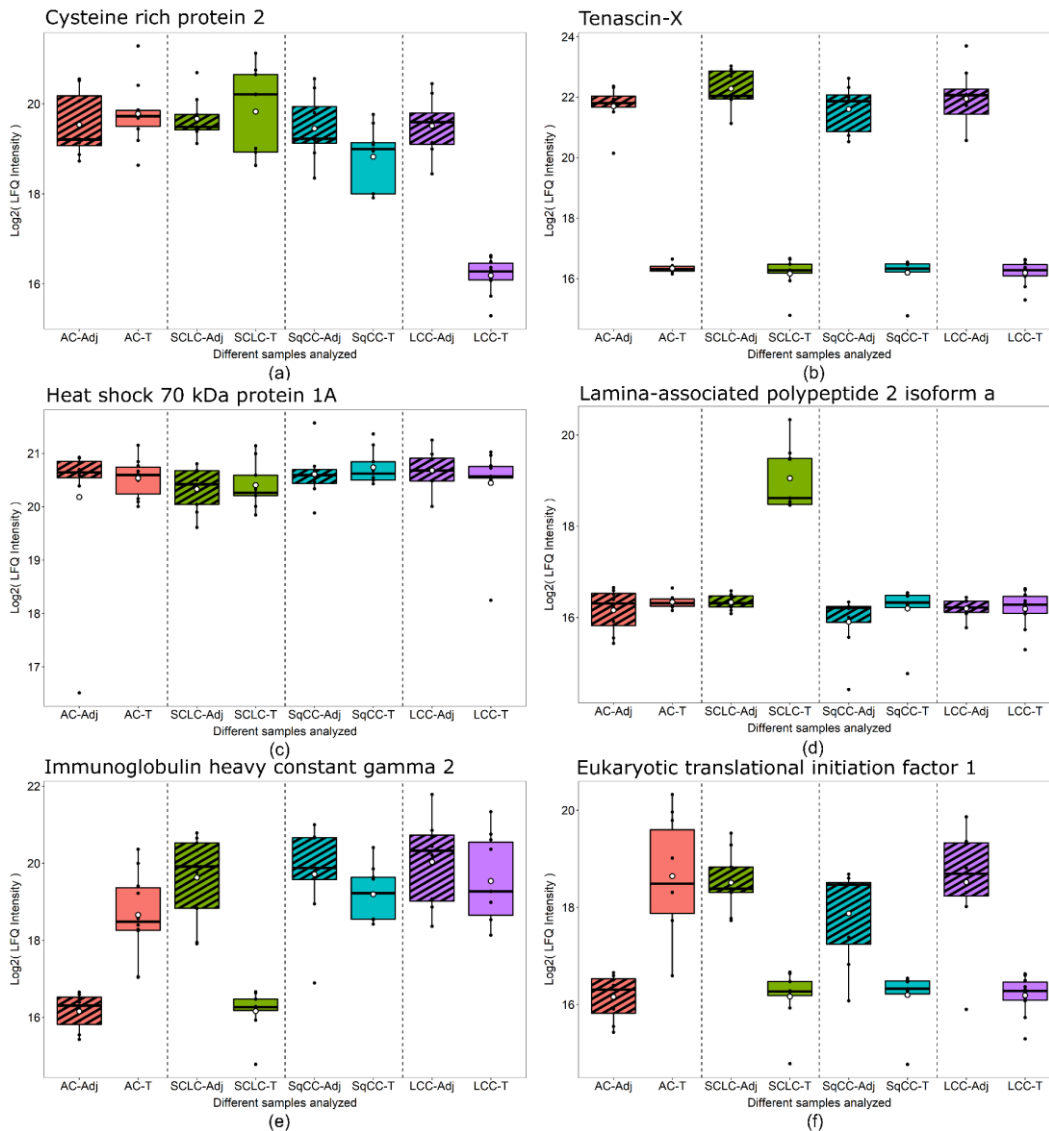 Cysteine rich protein 2
Log2( LFQ Intensity )
20
18
16
AC-Adj AC-T SCLC-Adj SCLC-T SqCC-Adj SqCC-T LCC-Adj LCC-T
Different samples analyzed
(a)
Tenascin-X
Log2( LFQ Intensity )
24
22
20
18
16
AC-Adj AC-T SCLC-Adj SCLC-T SqCC-Adj SqCC-T LCC-Adj LCC-T
Different samples analyzed
(b)
Heat shock 70 kDa protein 1A
Log2( LFQ Intensity )
21
20
19
18
17
AC-Adj AC-T SCLC-Adj SCLC-T SqCC-Adj SqCC-T LCC-Adj LCC-T
Different samples analyzed
(c)
Lamina-associated polypeptide 2 isoform a
Log2( LFQ Intensity )
20
18
16
AC-Adj AC-T SCLC-Adj SCLC-T SqCC-Adj SqCC-T LCC-Adj LCC-T
Different samples analyzed
(d)
Immunoglobulin heavy constant gamma 2
Log2( LFQ Intensity )
22
20
18
16
AC-Adj AC-T SCLC-Adj SCLC-T SqCC-Adj SqCC-T LCC-Adj LCC-T
Different samples analyzed
(e)
Eukaryotic translational initiation factor 1
Log2( LFQ Intensity )
20
18
16
AC-Adj AC-T SCLC-Adj SCLC-T SqCC-Adj SqCC-T LCC-Adj LCC-T
Different samples analyzed
(f)